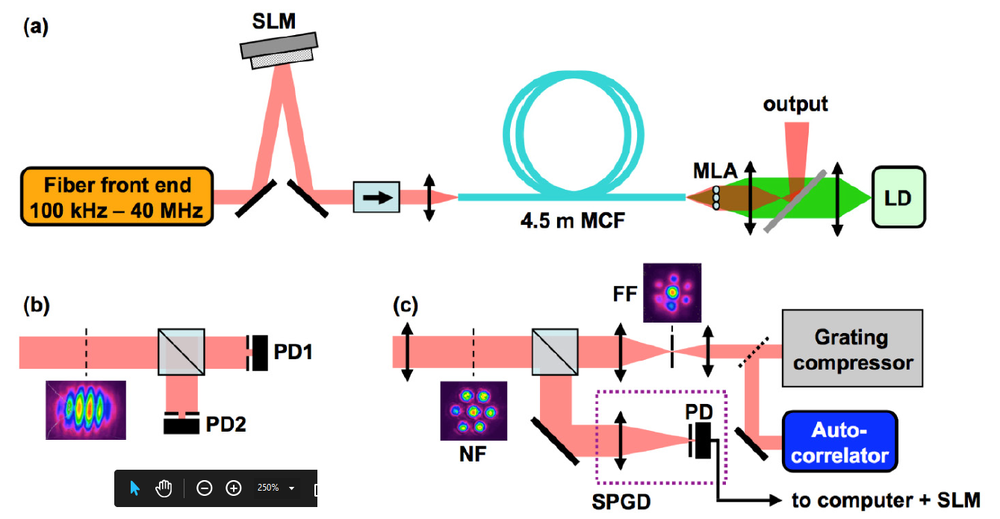 (a)
SLM
Fiber front end
100 kHz – 40 MHz
4.5 m MCF
MLA
output
LD
(b)
PD1
PD2
250%
(c)
FF
NF
Grating
compressor
PD
Auto-
correlator
SPGD
to computer + SLM